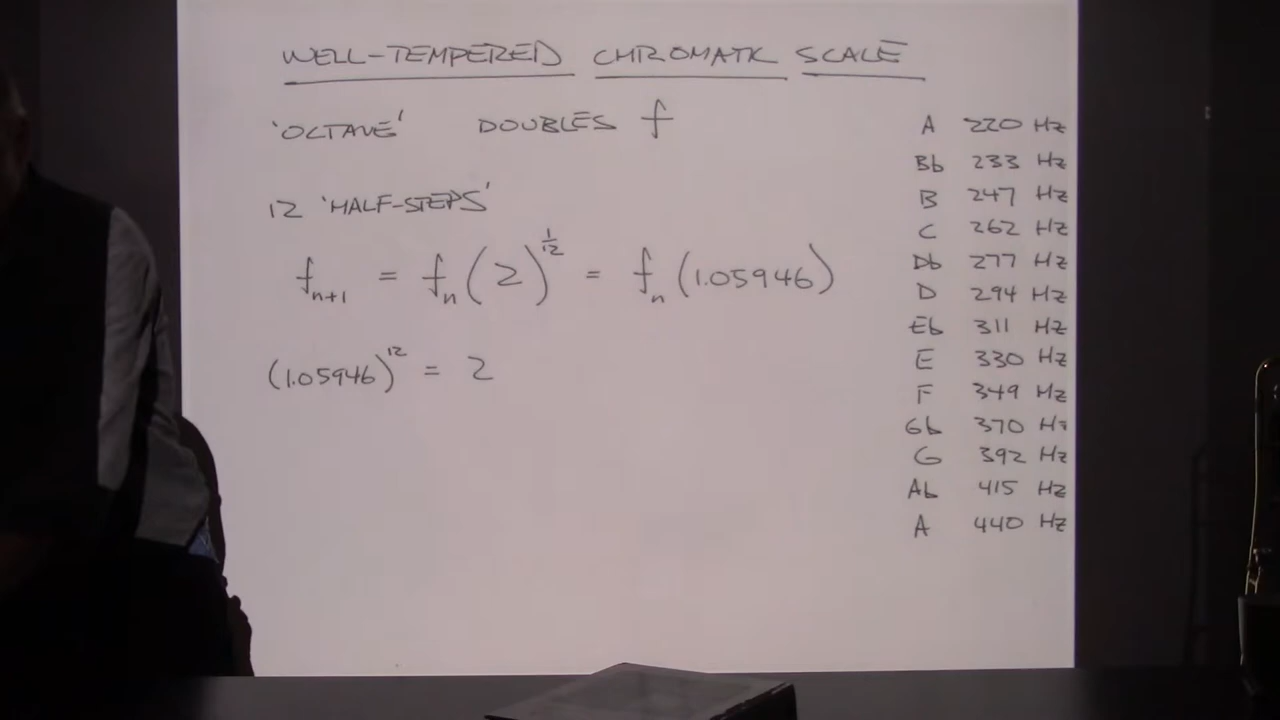 WELL-TEMPERED CHROMATIC SCALE
'OCTAVE' DOUBLES f
12 'HALF-STEPS'
f_{n+1} = f_n (2)^{1/12} = f_n (1.05946)
(1.05946)^{12} = 2
A 220 Hz
Bb 233 Hz
B 247 Hz
C 262 Hz
Db 277 Hz
D 294 Hz
Eb 311 Hz
E 330 Hz
F 349 Hz
Gb 370 Hz
G 392 Hz
Ab 415 Hz
A 440 Hz